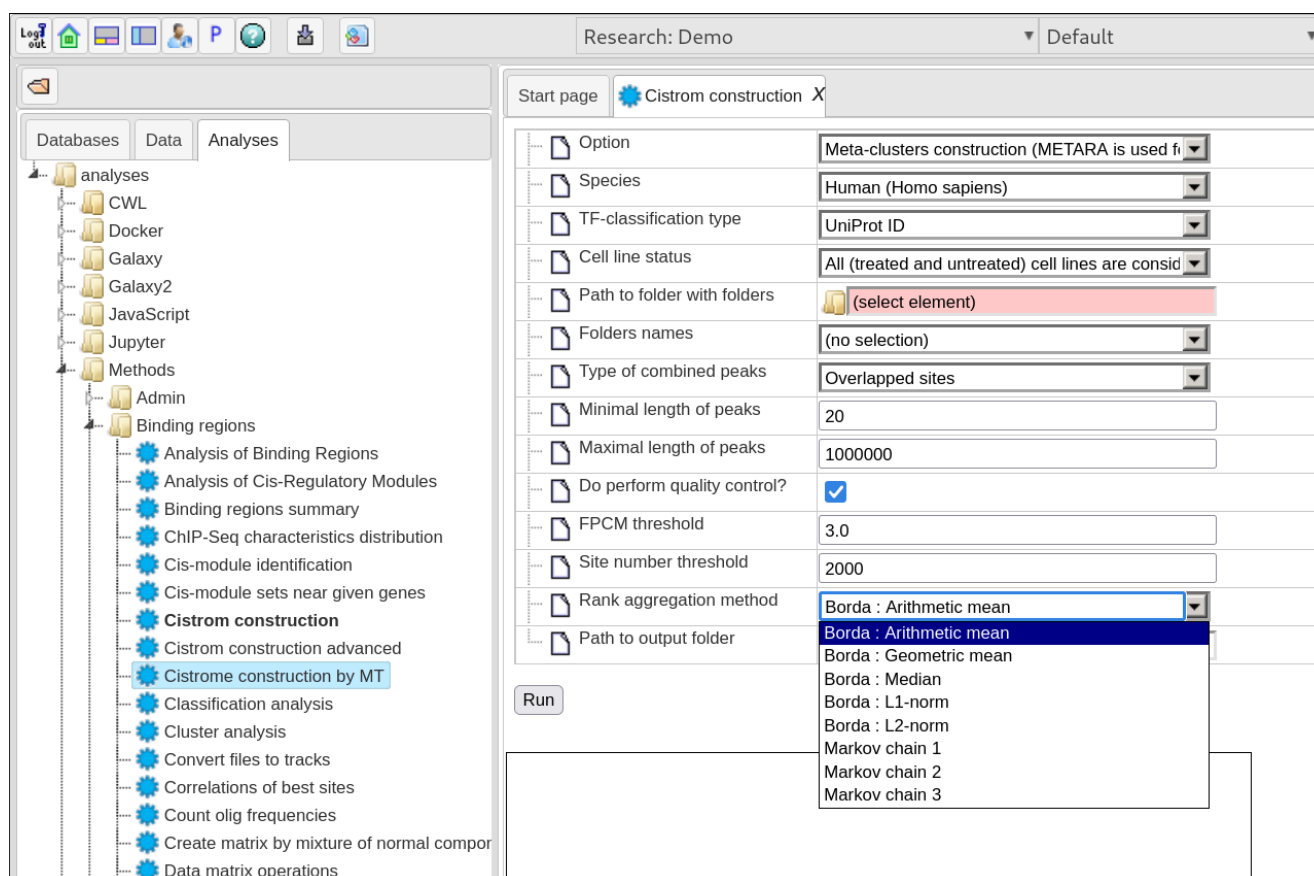 Log? out
P
?
Research: Demo
Default
Databases
Data
Analyses
analyses
CWL
Docker
Galaxy
Galaxy2
JavaScript
Jupyter
Methods
Admin
Binding regions
Analysis of Binding Regions
Analysis of Cis-Regulatory Modules
Binding regions summary
ChIP-Seq characteristics distribution
Cis-module identification
Cis-module sets near given genes
Cistrom construction
Cistrom construction advanced
Cistrome construction by MT
Classification analysis
Cluster analysis
Convert files to tracks
Correlations of best sites
Count olig frequencies
Create matrix by mixture of normal compor
Data matrix operations
Start page
Cistrom construction X
Option
Meta-clusters construction (METARA is used f
Species
Human (Homo sapiens)
TF-classification type
UniProt ID
Cell line status
All (treated and untreated) cell lines are consid
Path to folder with folders
(select element)
Folders names
(no selection)
Type of combined peaks
Overlapped sites
Minimal length of peaks
20
Maximal length of peaks
1000000
Do perform quality control?
FPCM threshold
3.0
Site number threshold
2000
Rank aggregation method
Borda : Arithmetic mean
Borda : Arithmetic mean
Borda : Geometric mean
Borda : Median
Borda : L1-norm
Borda : L2-norm
Markov chain 1
Markov chain 2
Markov chain 3
Path to output folder
Run